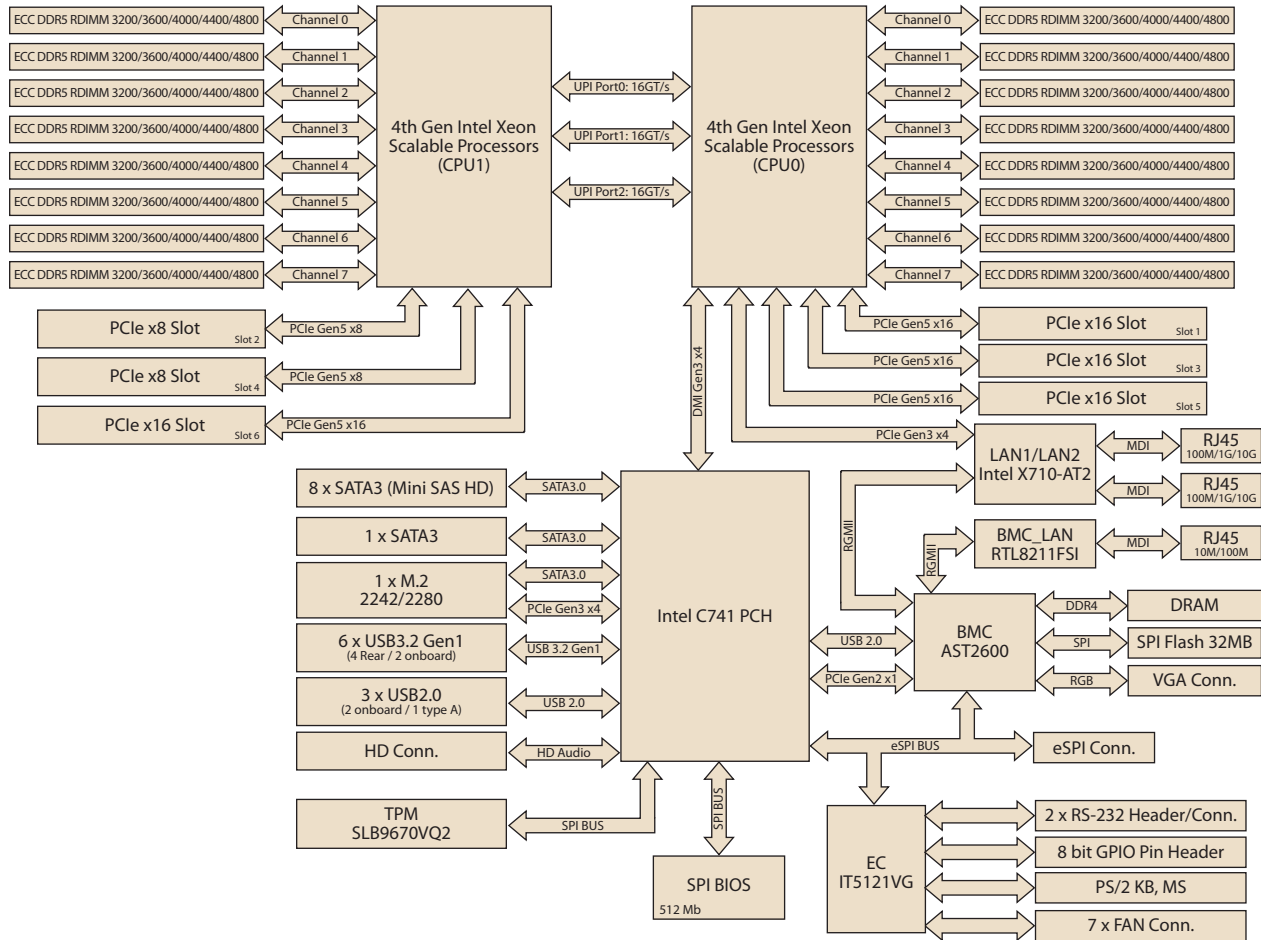 ECC DDR5 RDIMM 3200/3600/4000/4400/4800
Channel 0
ECC DDR5 RDIMM 3200/3600/4000/4400/4800
Channel 1
ECC DDR5 RDIMM 3200/3600/4000/4400/4800
Channel 2
ECC DDR5 RDIMM 3200/3600/4000/4400/4800
Channel 3
ECC DDR5 RDIMM 3200/3600/4000/4400/4800
Channel 4
ECC DDR5 RDIMM 3200/3600/4000/4400/4800
Channel 5
ECC DDR5 RDIMM 3200/3600/4000/4400/4800
Channel 6
ECC DDR5 RDIMM 3200/3600/4000/4400/4800
Channel 7
4th Gen Intel Xeon
Scalable Processors
(CPU1)
UPI Port0: 16GT/s
UPI Port1: 16GT/s
UPI Port2: 16GT/s
4th Gen Intel Xeon
Scalable Processors
(CPU0)
Channel 0
ECC DDR5 RDIMM 3200/3600/4000/4400/4800
Channel 1
ECC DDR5 RDIMM 3200/3600/4000/4400/4800
Channel 2
ECC DDR5 RDIMM 3200/3600/4000/4400/4800
Channel 3
ECC DDR5 RDIMM 3200/3600/4000/4400/4800
Channel 4
ECC DDR5 RDIMM 3200/3600/4000/4400/4800
Channel 5
ECC DDR5 RDIMM 3200/3600/4000/4400/4800
Channel 6
ECC DDR5 RDIMM 3200/3600/4000/4400/4800
Channel 7
ECC DDR5 RDIMM 3200/3600/4000/4400/4800
PCIe x8 Slot
Slot 2
PCIe Gen5 x8
PCIe x8 Slot
Slot 4
PCIe Gen5 x8
PCIe x16 Slot
Slot 6
PCIe Gen5 x16
DMI Gen3 x4
PCIe Gen5 x16
PCIe x16 Slot
Slot 1
PCIe Gen5 x16
PCIe x16 Slot
Slot 3
PCIe Gen5 x16
PCIe x16 Slot
Slot 5
PCIe Gen3 x4
LAN1/LAN2
Intel X710-AT2
MDI
RJ45
100M/1G/10G
MDI
RJ45
100M/1G/10G
RGMII
RGMII
BMC_LAN
RTL8211FSI
MDI
RJ45
10M/100M
8 x SATA3 (Mini SAS HD)
SATA3.0
1 x SATA3
SATA3.0
1 x M.2
2242/2280
SATA3.0
PCIe Gen3 x4
6 x USB3.2 Gen1
(4 Rear / 2 onboard)
USB 3.2 Gen1
3 x USB2.0
(2 onboard / 1 type A)
USB 2.0
HD Conn.
HD Audio
TPM
SLB9670VQ2
SPI BUS
Intel C741 PCH
SPI BUS
SPI BIOS
512 Mb
USB 2.0
PCIe Gen2 x1
BMC
AST2600
DDR4
DRAM
SPI
SPI Flash 32MB
RGB
VGA Conn.
eSPI BUS
eSPI Conn.
EC
IT5121VG
2 x RS-232 Header/Conn.
8 bit GPIO Pin Header
PS/2 KB, MS
7 x FAN Conn.